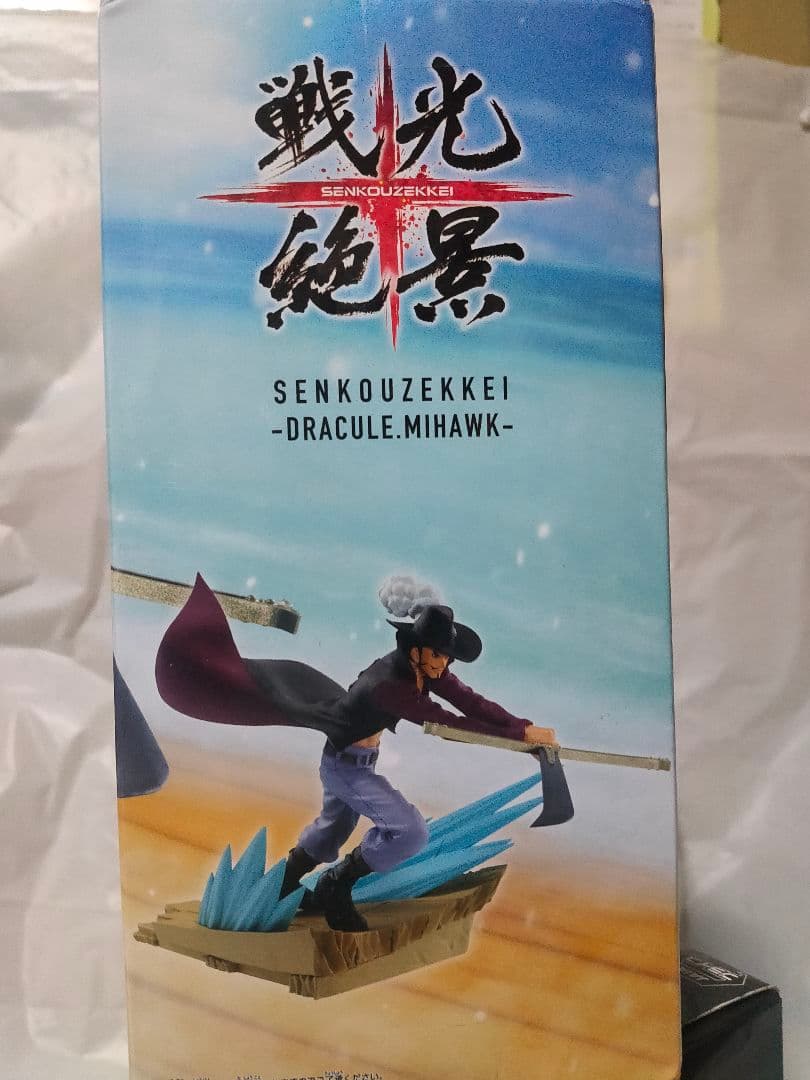 戦光
SENKOUZEKKEI
絶景
SENKOUZEKKEI
-DRACULE.MIHAWK-